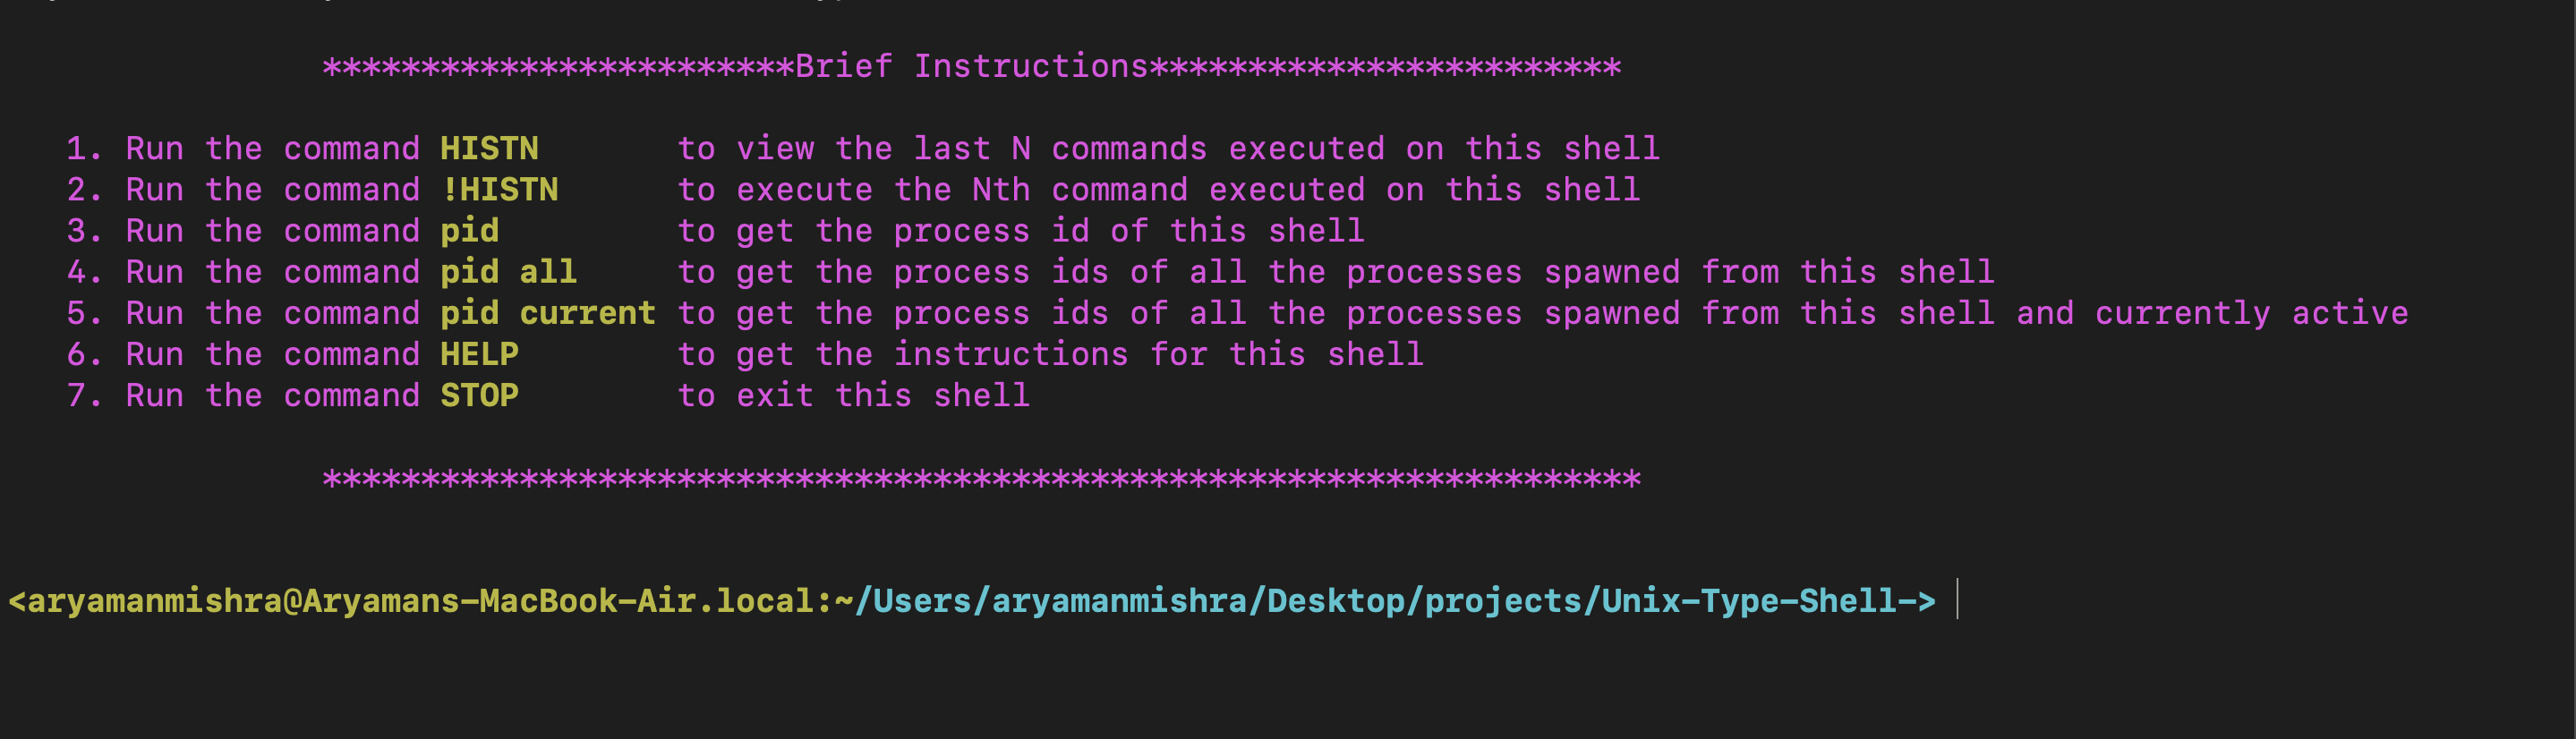 ************************Brief Instructions************************
1. Run the command HISTN to view the last N commands executed on this shell
2. Run the command !HISTN to execute the Nth command executed on this shell
3. Run the command pid to get the process id of this shell
4. Run the command pid all to get the process ids of all the processes spawned from this shell
5. Run the command pid current to get the process ids of all the processes spawned from this shell and currently active
6. Run the command HELP to get the instructions for this shell
7. Run the command STOP to exit this shell
*******************************************************************
<aryamanmishra@Aryamans-MacBook-Air.local:~/Users/aryamanmishra/Desktop/projects/Unix-Type-Shell->